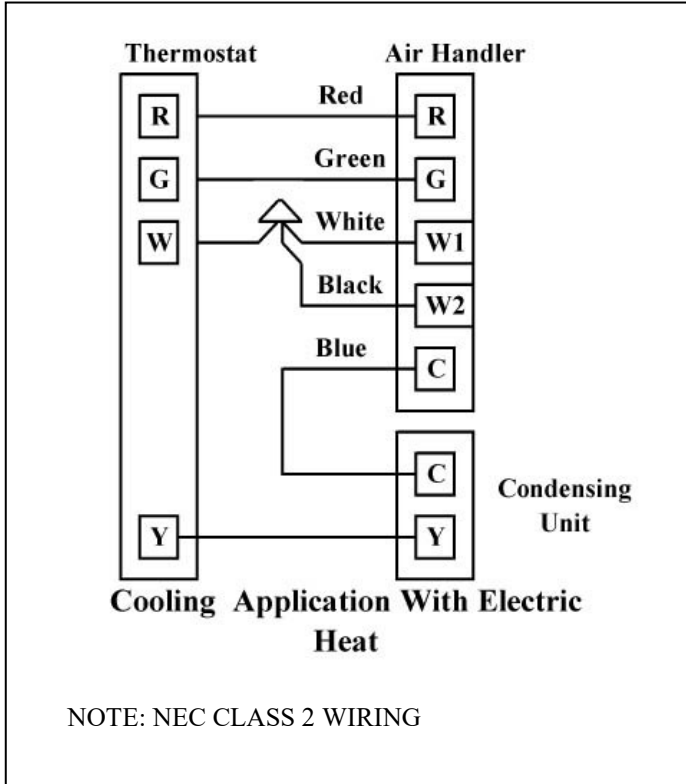 Thermostat Air Handler
R Red R
G Green G
W White W1
Black W2
Blue C
C
Condensing
Unit
Y Y
Cooling Application With Electric
Heat
NOTE: NEC CLASS 2 WIRING